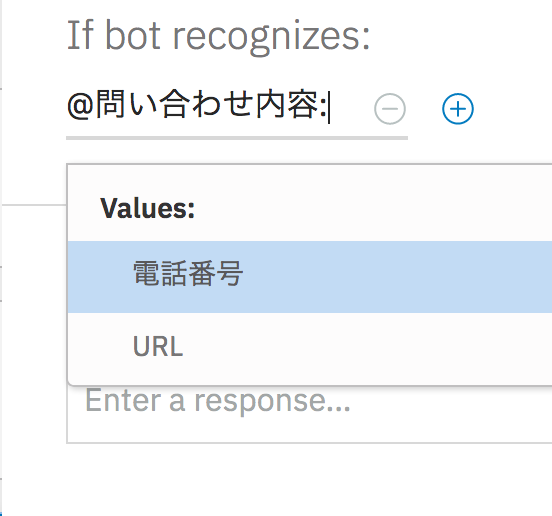 If bot recognizes:
@問い合わせ内容:
Values:
電話番号
URL
Enter a response...